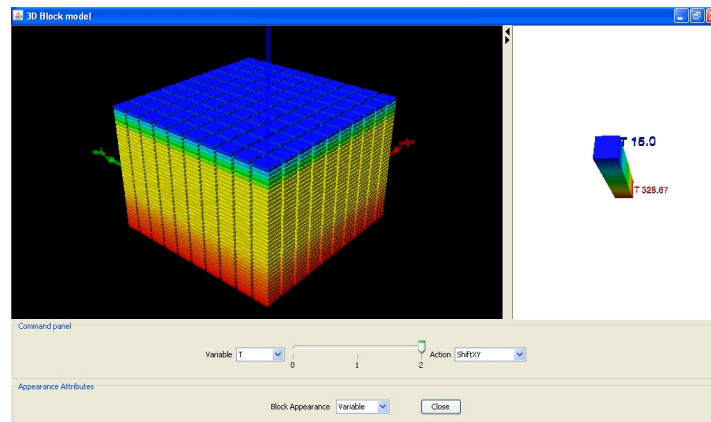 3D Block model
T 15.0
T 328.67
Command panel
Variable T 0 1 2 Action ShiftXY
Appearance Attributes
Block Appearance Variable Close